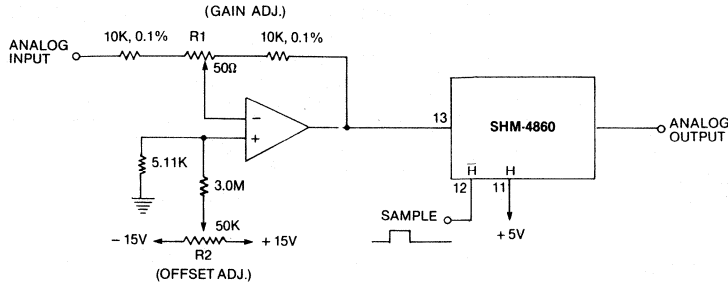 (GAIN ADJ.)
ANALOG
INPUT
10K, 0.1%
R1
10K, 0.1%
50Ω
−
+
5.11K
3.0M
50K
− 15V
+ 15V
R2
(OFFSET ADJ.)
13
SHM-4860
H̅
H
12
11
SAMPLE
+ 5V
ANALOG
OUTPUT